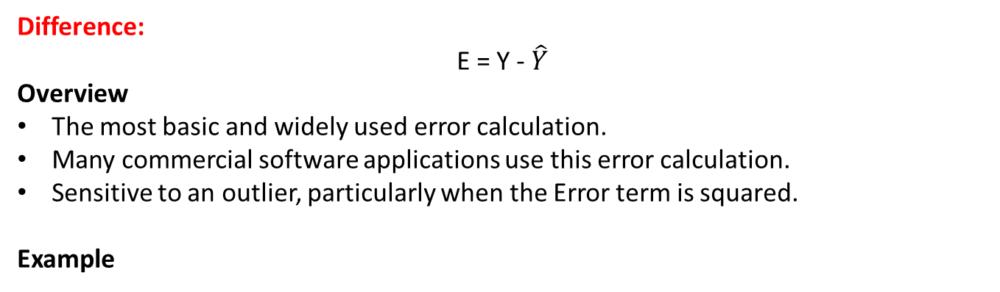 Difference:
E = Y - Ŷ
Overview
• The most basic and widely used error calculation.
• Many commercial software applications use this error calculation.
• Sensitive to an outlier, particularly when the Error term is squared.
Example